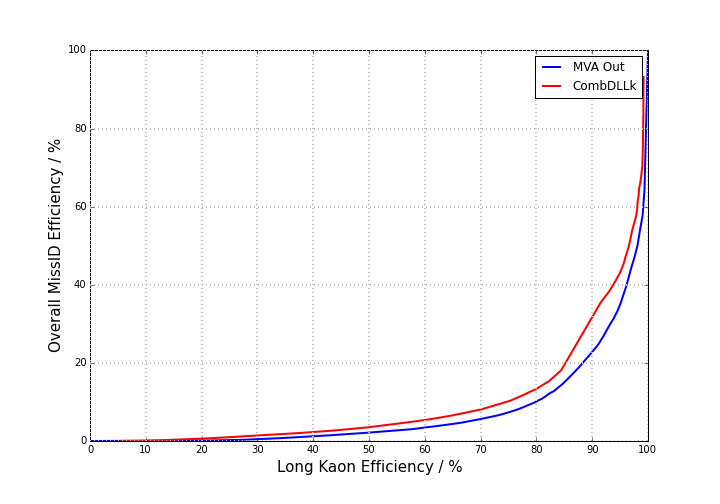 100
80
60
40
20
0
Overall MissID Efficiency / %
MVA Out
CombDLLk
0 10 20 30 40 50 60 70 80 90 100
Long Kaon Efficiency / %